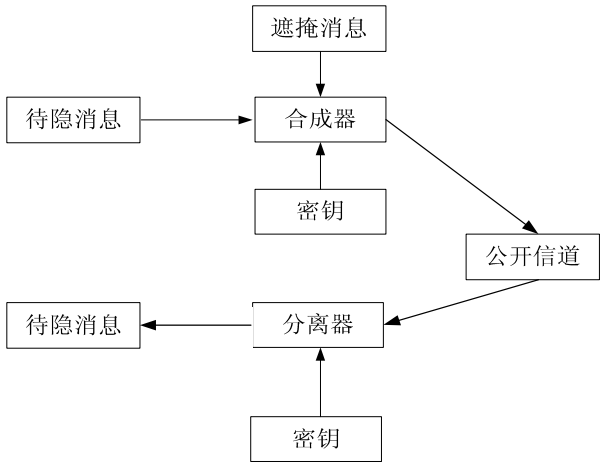 遮掩消息
待隐消息
合成器
密钥
公开信道
待隐消息
分离器
密钥